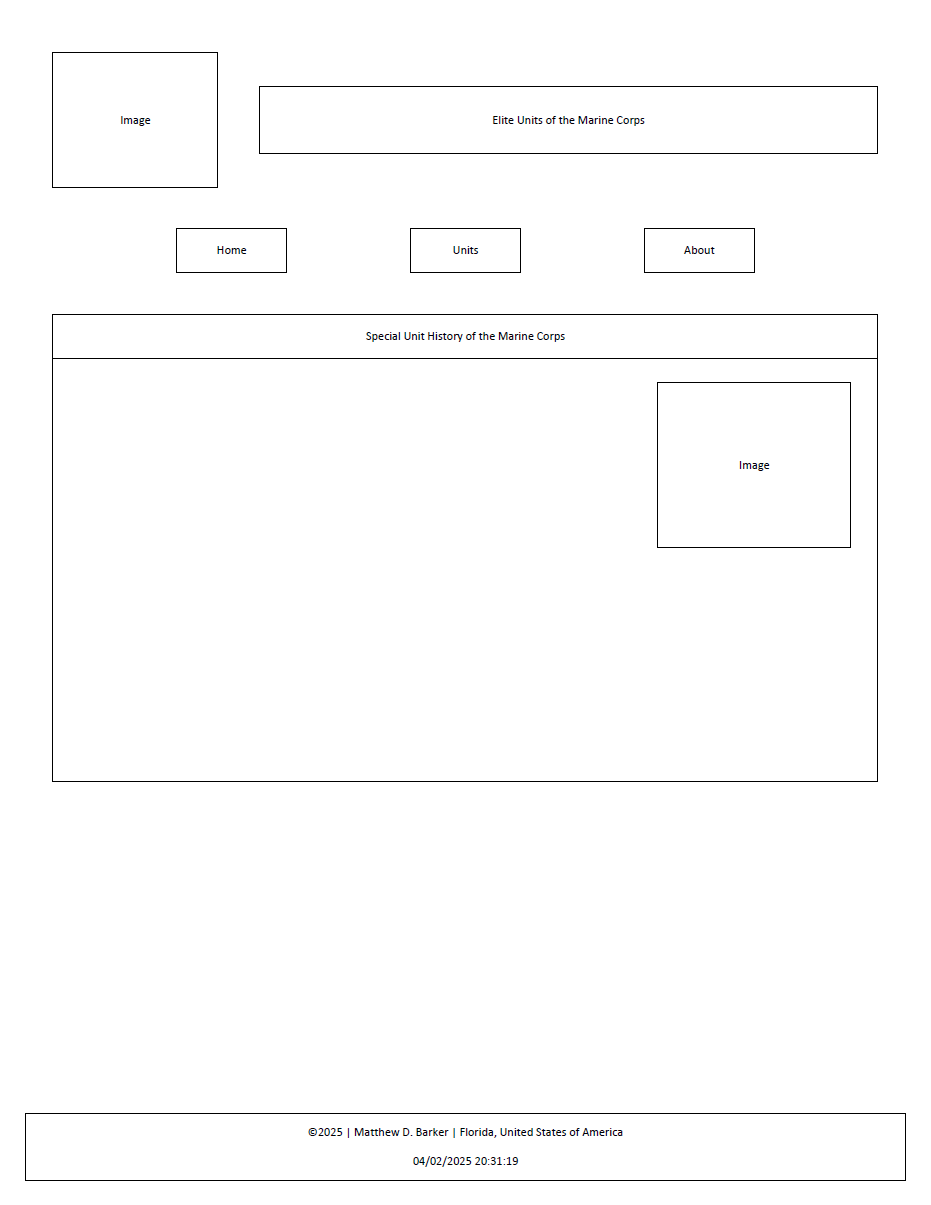 Image
Elite Units of the Marine Corps
Home
Units
About
Special Unit History of the Marine Corps
Image
©2025 | Matthew D. Barker | Florida, United States of America
04/02/2025 20:31:19